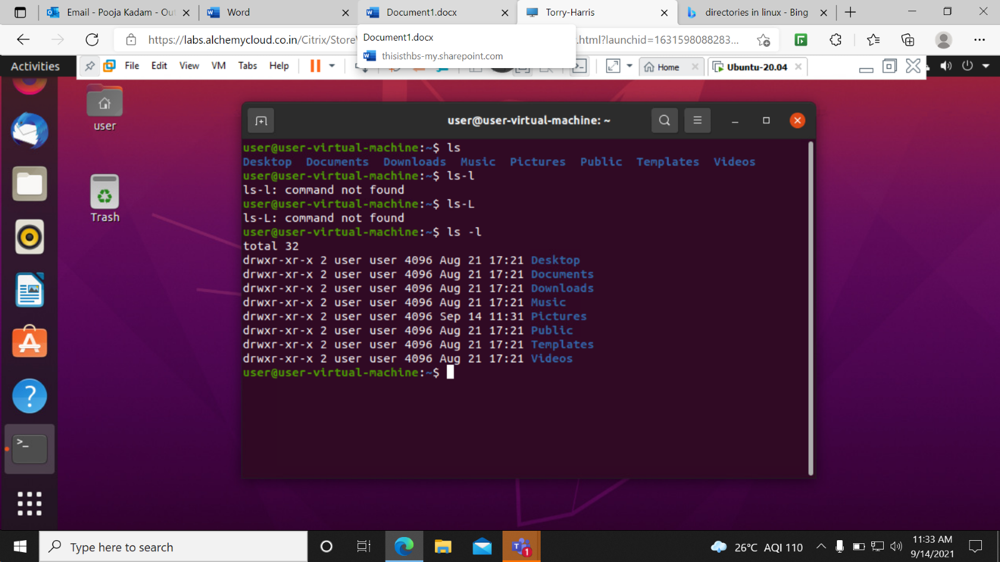 Email - Pooja Kadam - Out
Word
Document1.docx
Torry-Harris
directories in linux - Bing
https://labs.alchemycloud.co.in/Citrix/Store
.html?launchid=1631598088283...
Document1.docx
thisisthbs-my.sharepoint.com
Activities
File Edit View VM Tabs Help
Home
Ubuntu-20.04
user
Trash
user@user-virtual-machine: ~
user@user-virtual-machine:~$ ls
Desktop Documents Downloads Music Pictures Public Templates Videos
user@user-virtual-machine:~$ ls-l
ls-l: command not found
user@user-virtual-machine:~$ ls-L
ls-L: command not found
user@user-virtual-machine:~$ ls -l
total 32
drwxr-xr-x 2 user user 4096 Aug 21 17:21 Desktop
drwxr-xr-x 2 user user 4096 Aug 21 17:21 Documents
drwxr-xr-x 2 user user 4096 Aug 21 17:21 Downloads
drwxr-xr-x 2 user user 4096 Aug 21 17:21 Music
drwxr-xr-x 2 user user 4096 Sep 14 11:31 Pictures
drwxr-xr-x 2 user user 4096 Aug 21 17:21 Public
drwxr-xr-x 2 user user 4096 Aug 21 17:21 Templates
drwxr-xr-x 2 user user 4096 Aug 21 17:21 Videos
user@user-virtual-machine:~$
Type here to search
26°C AQI 110
11:33 AM
9/14/2021